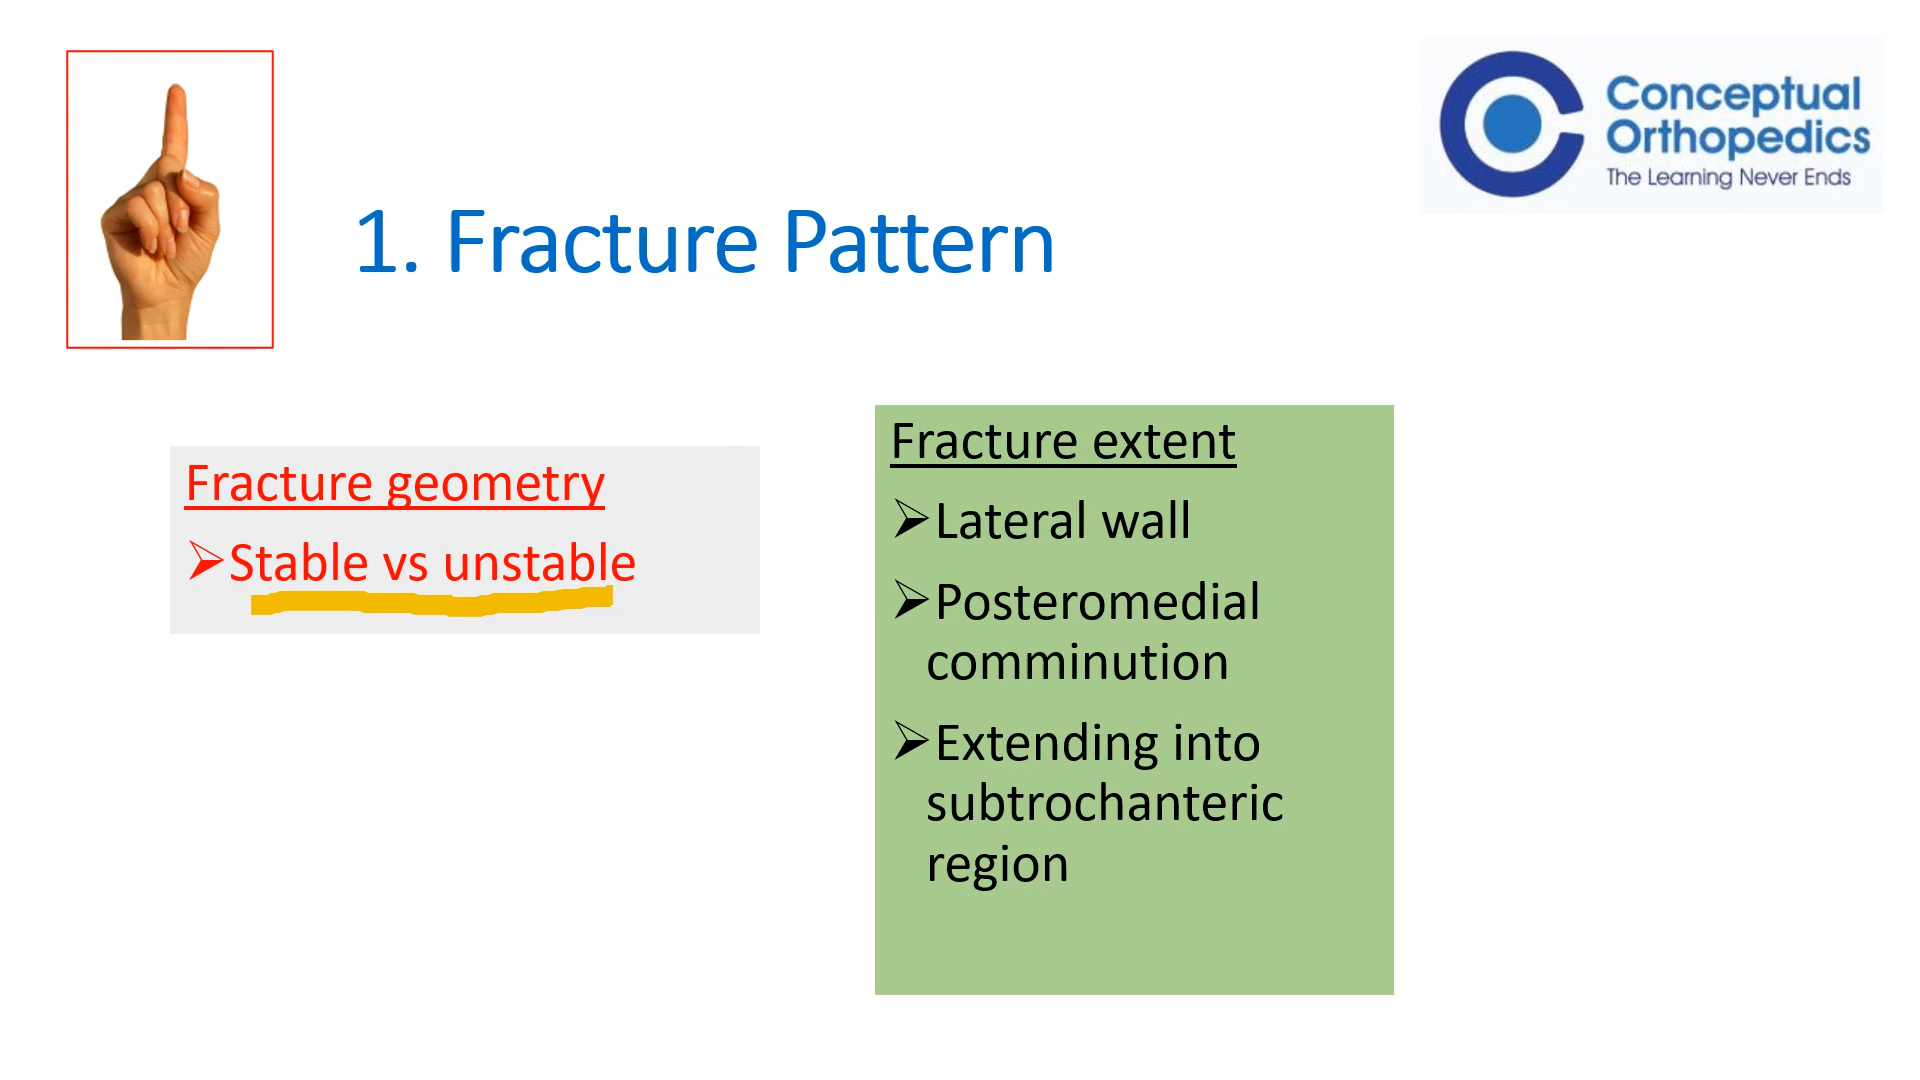 Conceptual
Orthopedics
The Learning Never Ends
1. Fracture Pattern
Fracture geometry
➢Stable vs unstable
Fracture extent
➢Lateral wall
➢Posteromedial
comminution
➢Extending into
subtrochanteric
region